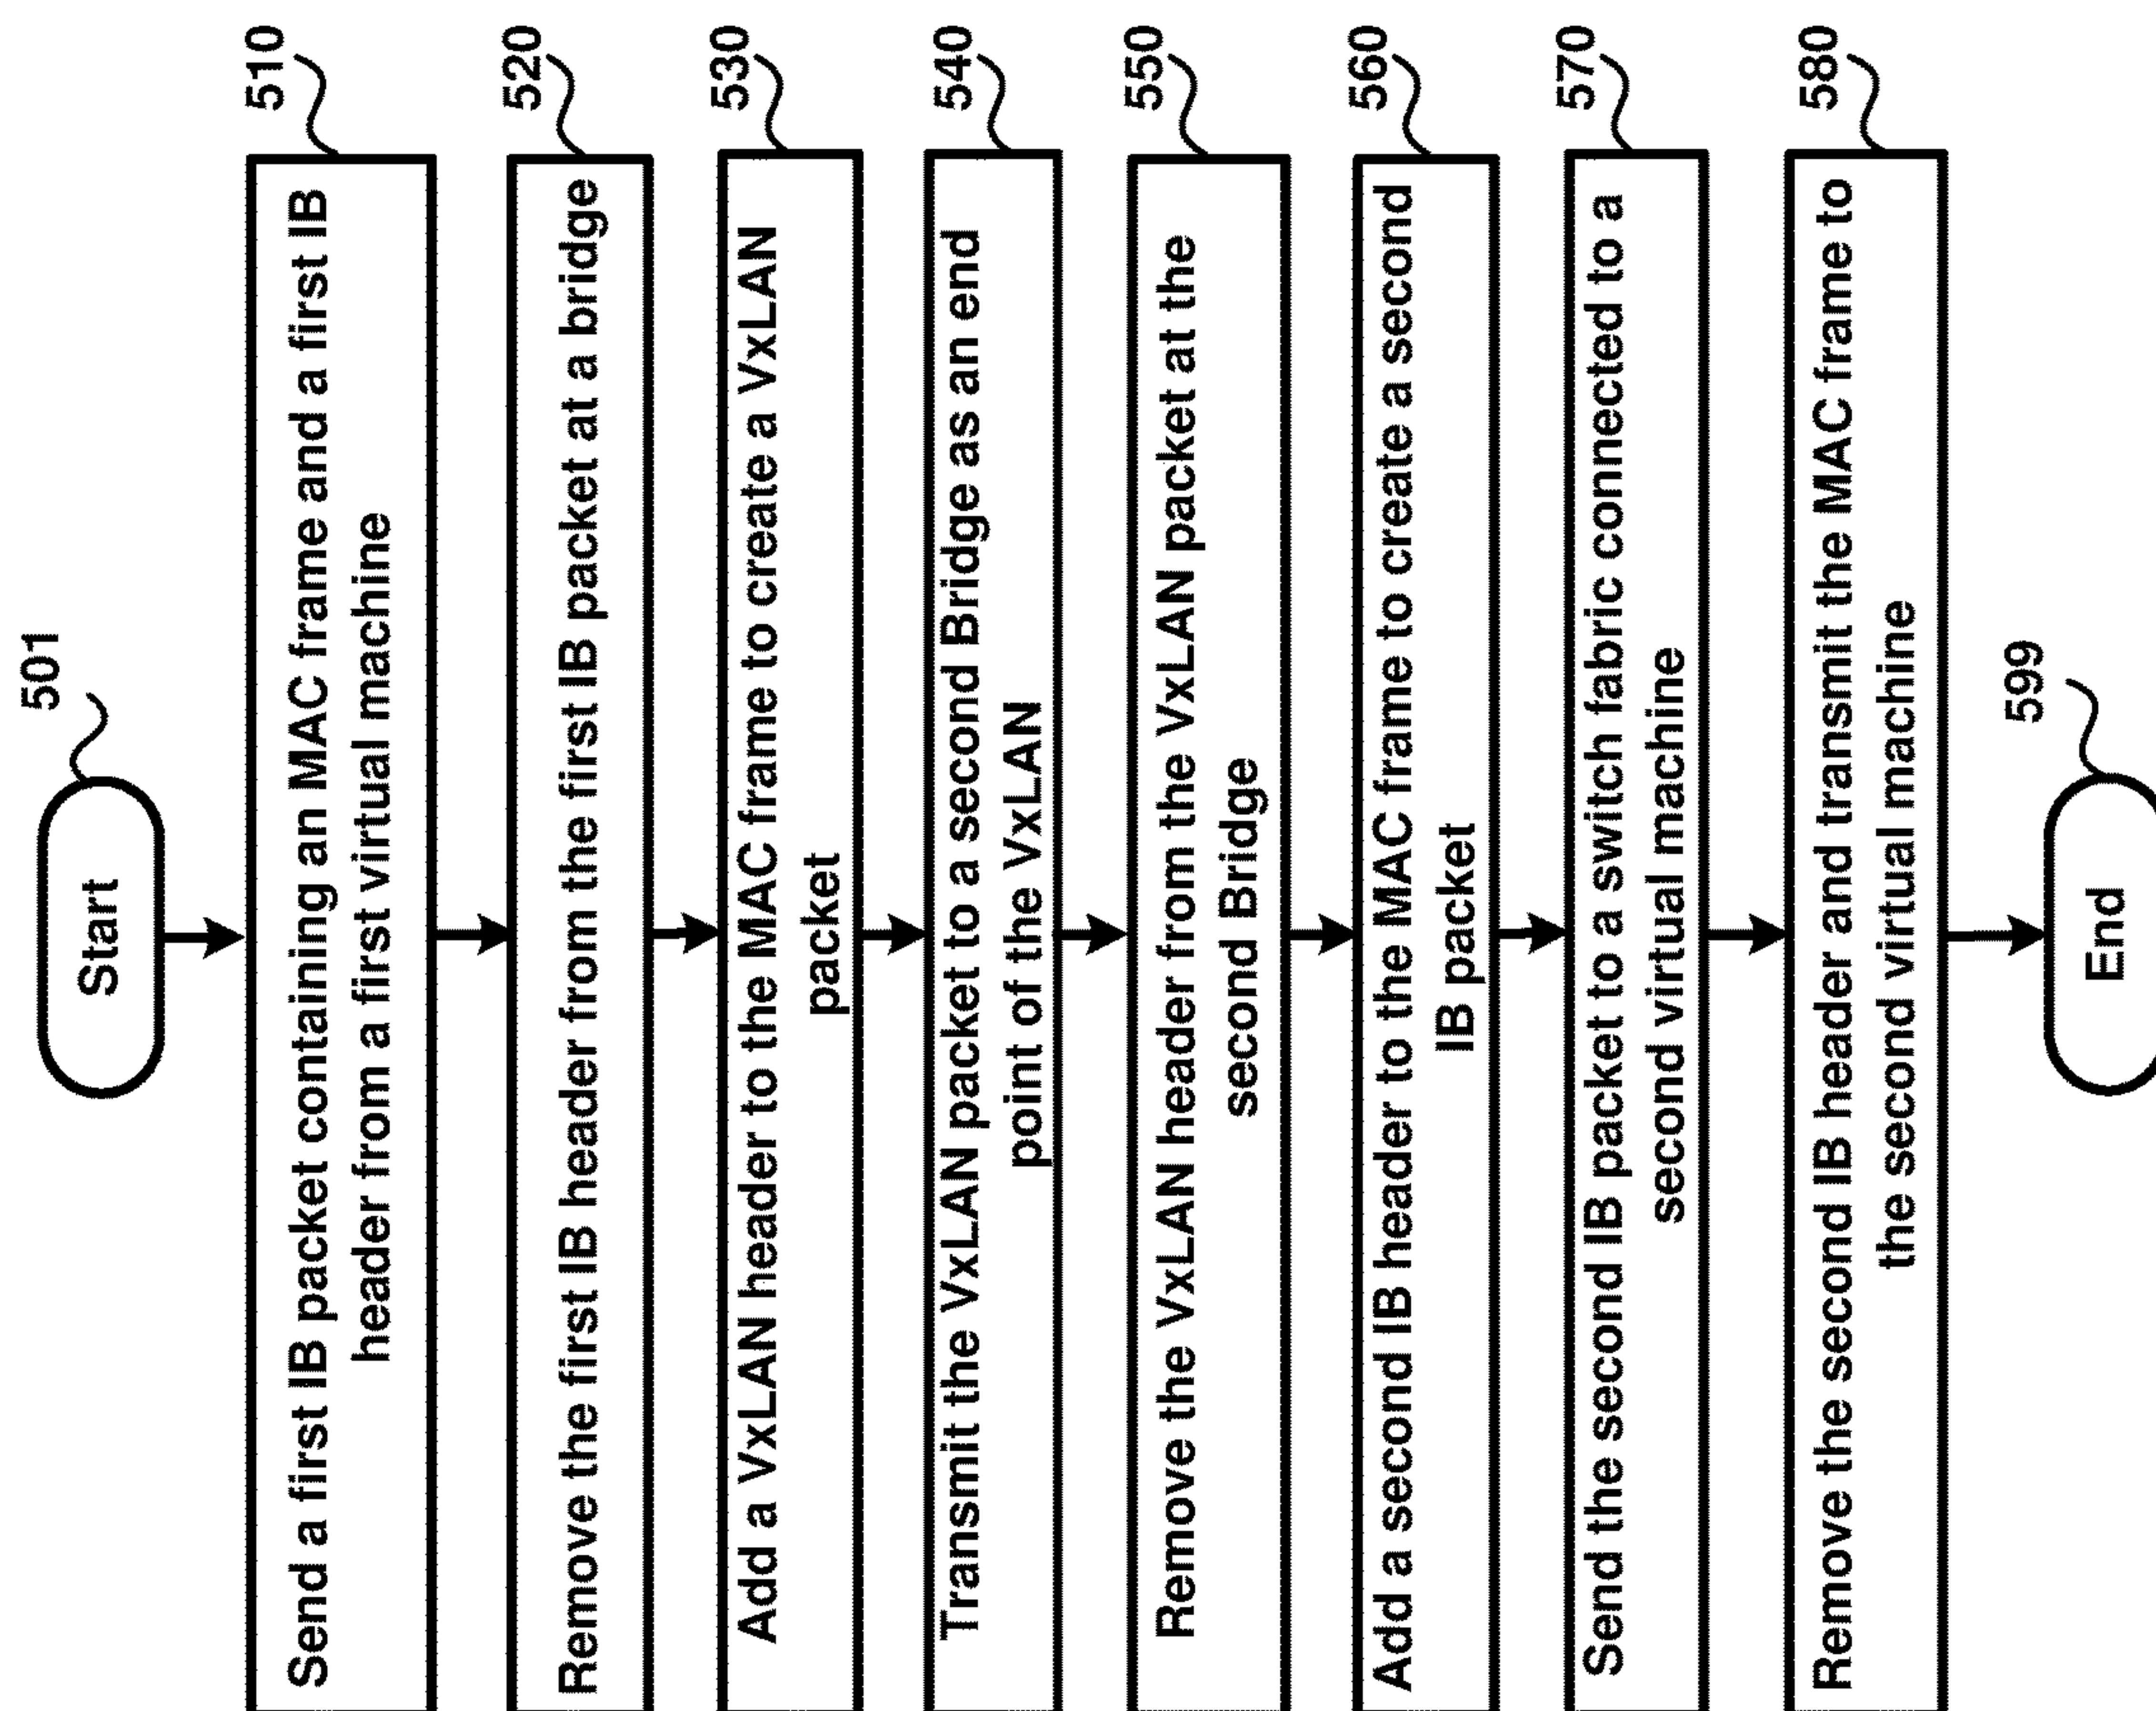 501
Start
510
Send a first IB packet containing an MAC frame and a first IB
header from a first virtual machine
520
Remove the first IB header from the first IB packet at a bridge
530
Add a VxLAN header to the MAC frame to create a VxLAN
packet
540
Transmit the VxLAN packet to a second Bridge as an end
point of the VxLAN
550
Remove the VxLAN header from the VxLAN packet at the
second Bridge
560
Add a second IB header to the MAC frame to create a second
IB packet
570
Send the second IB packet to a switch fabric connected to a
second virtual machine
580
Remove the second IB header and transmit the MAC frame to
the second virtual machine
599
End